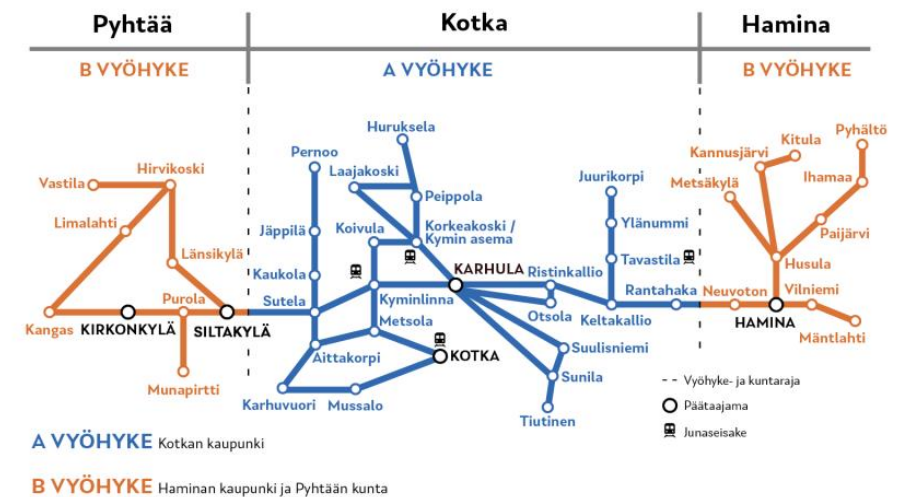 Pyhtää
Kotka
Hamina
B VYÖHYKE
A VYÖHYKE
B VYÖHYKE
Huruksela
Pyhältö
Kitula
Pernoo
Kannusjärvi
Hirvikoski
Laajakoski
Juurikorpi
Ihamaa
Vastila
Metsäkylä
Peippola
Limalahti
Jäppilä
Koivula
Korkeakoski /
Kymin asema
Ylänummi
Paijärvi
Länsikylä
Tavastila
Husula
Kaukola
KARHULA
Ristinkallio
Rantahaka
Neuvoton
Vilniemi
Purola
Sutela
Kyminlinna
Kangas
KIRKONKYLÄ
SILTAKYLÄ
Metsola
Otsola
Keltakallio
HAMINA
Mäntlahti
Aittakorpi
KOTKA
Suulisniemi
Munapirtti
Sunila
Karhuvuori
Mussalo
Tiutinen
Vyöhyke- ja kuntaraja
Päätaajama
Junaseisake
A VYÖHYKE Kotkan kaupunki
B VYÖHYKE Haminan kaupunki ja Pyhtään kunta